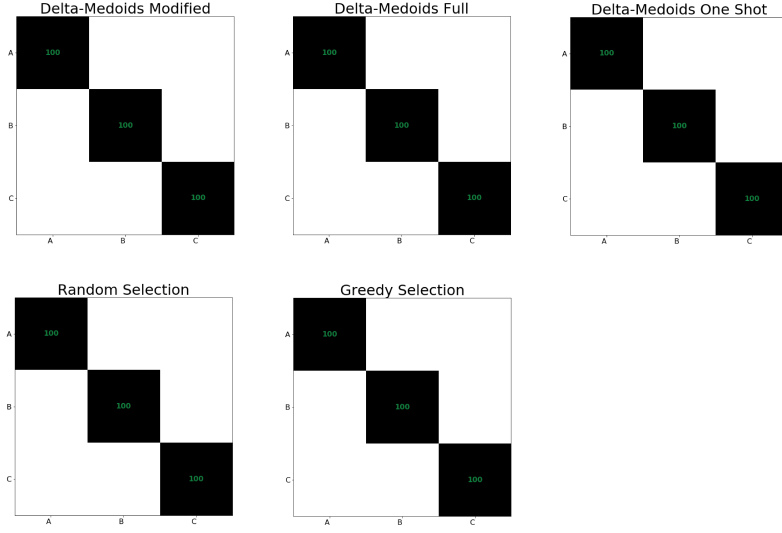 Delta-Medoids Modified
A
100
B
100
C
100
A B C
Delta-Medoids Full
A
100
B
100
C
100
A B C
Delta-Medoids One Shot
A
100
B
100
C
100
A B C
Random Selection
A
100
B
100
C
100
A B C
Greedy Selection
A
100
B
100
C
100
A B C